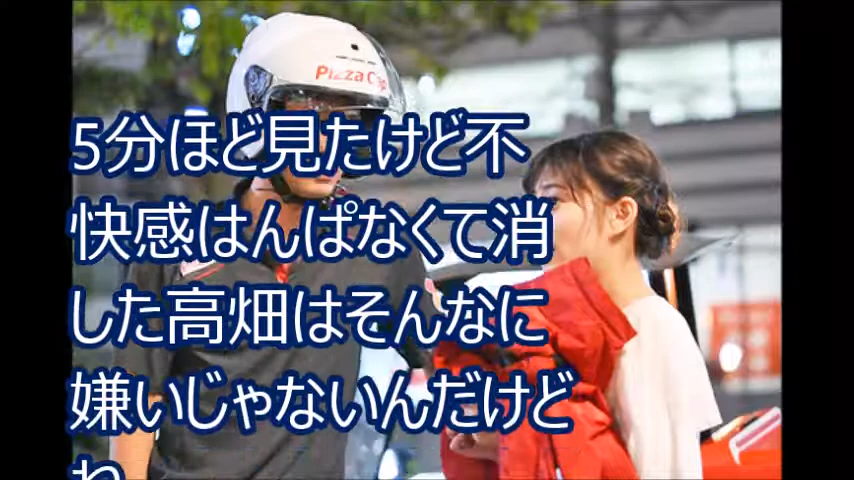 Pizza Ca
5分ほど見たけど不
快感はんぱなくて消
した高畑はそんなに
嫌いじゃないんだけど
ね